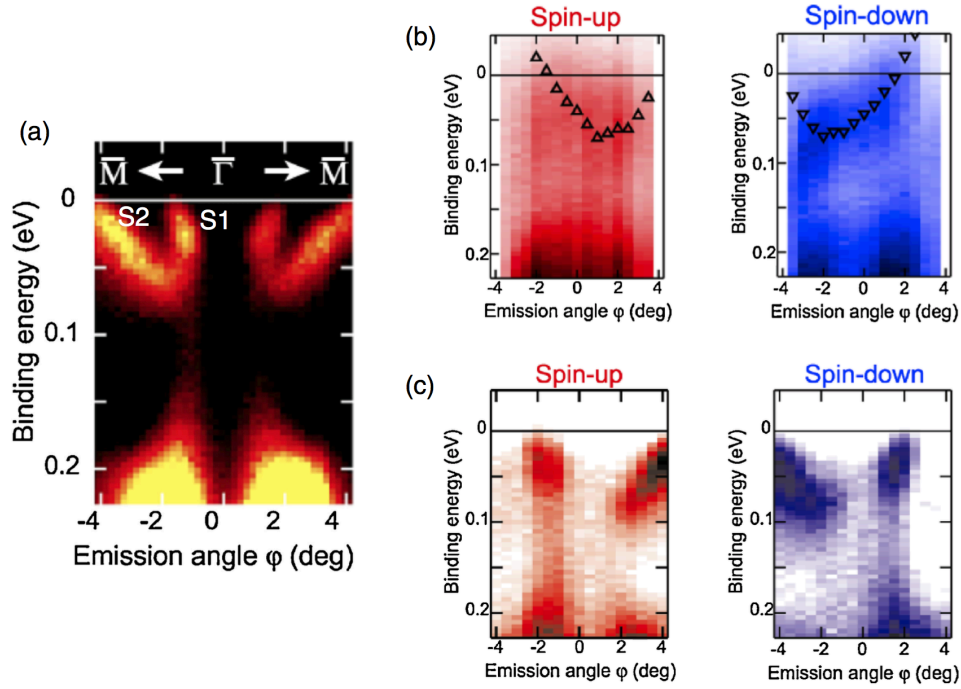 (a)
M̅ ← Γ̅ → M̅
S2 S1
0
0.1
0.2
Binding energy (eV)
-4 -2 0 2 4
Emission angle φ (deg)
(b)
Spin-up
0
0.1
0.2
Binding energy (eV)
-4 -2 0 2 4
Emission angle φ (deg)
Spin-down
0
0.1
0.2
Binding energy (eV)
-4 -2 0 2 4
Emission angle φ (deg)
(c)
Spin-up
0
0.1
0.2
Binding energy (eV)
-4 -2 0 2 4
Emission angle φ (deg)
Spin-down
0
0.1
0.2
Binding energy (eV)
-4 -2 0 2 4
Emission angle φ (deg)